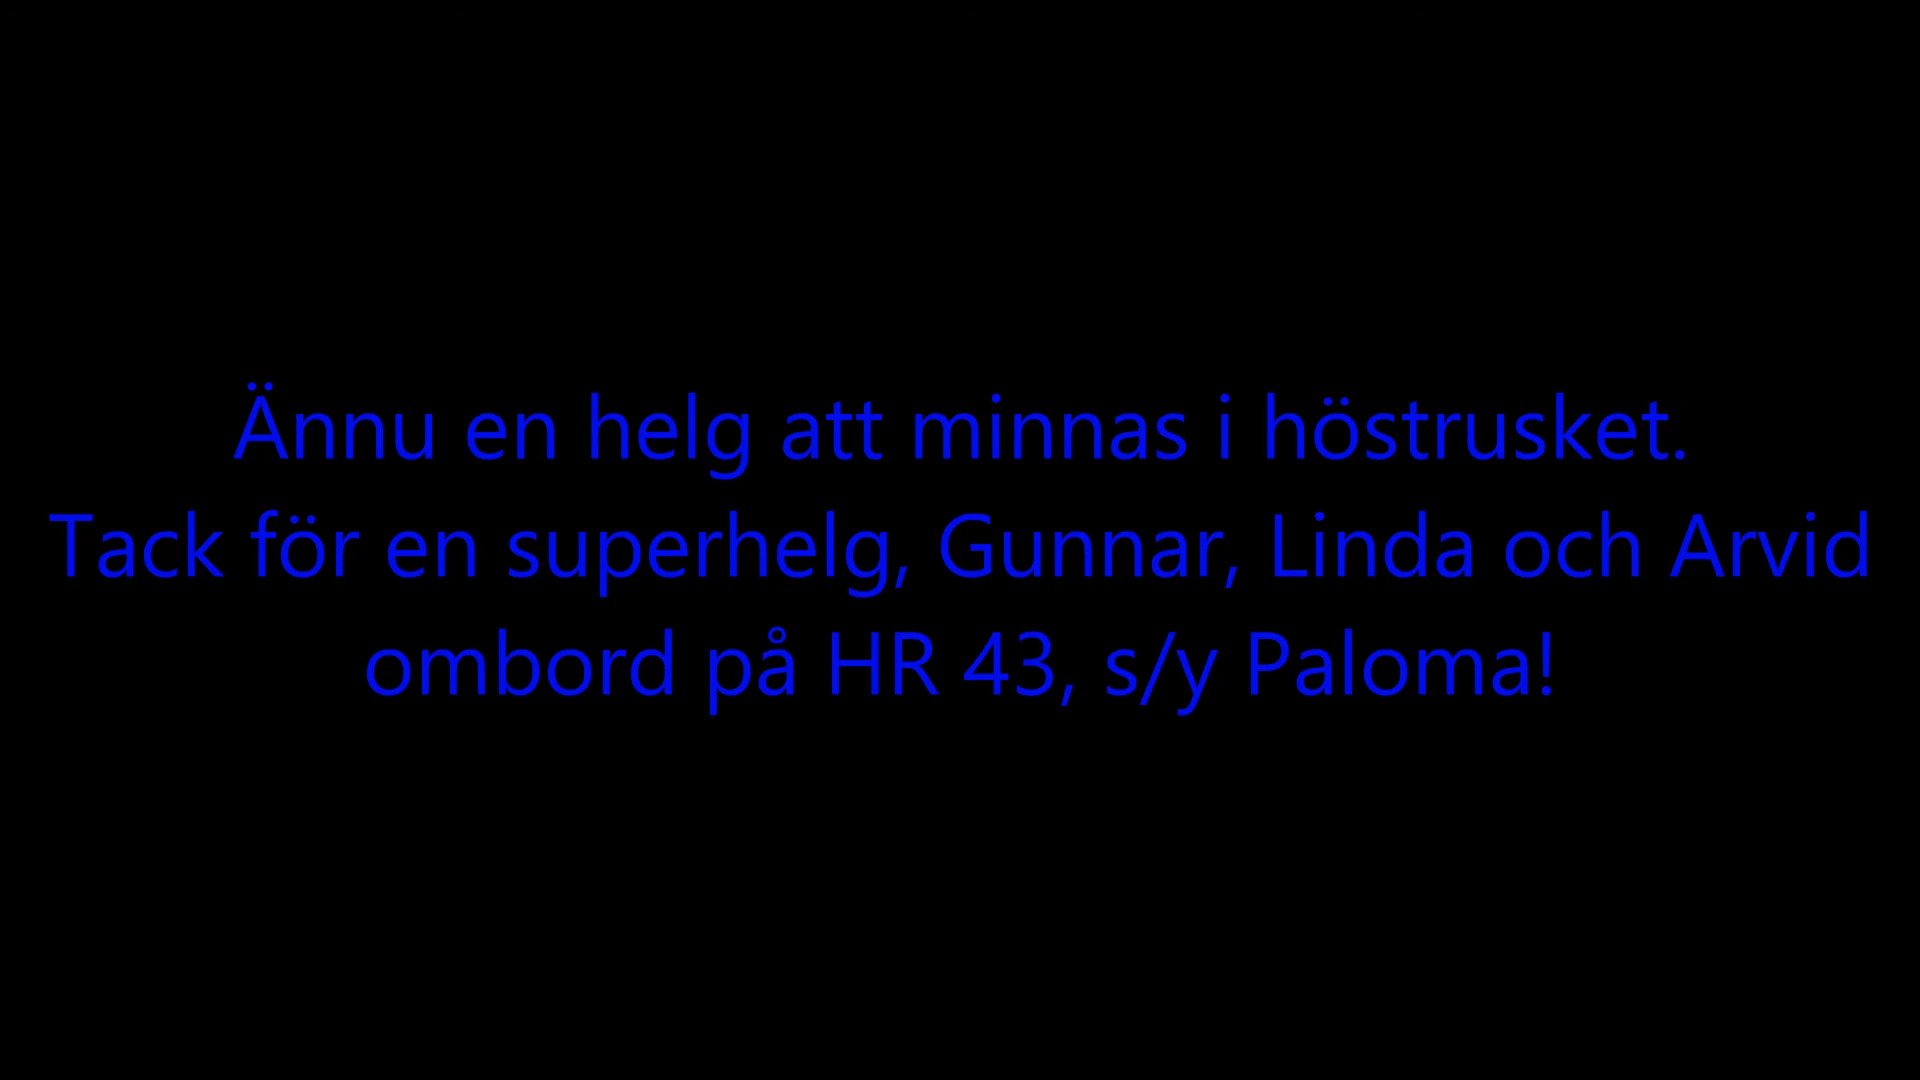 Ännu en helg att minnas i höstrusket.
Tack för en superhelg, Gunnar, Linda och Arvid
ombord på HR 43, s/y Paloma!